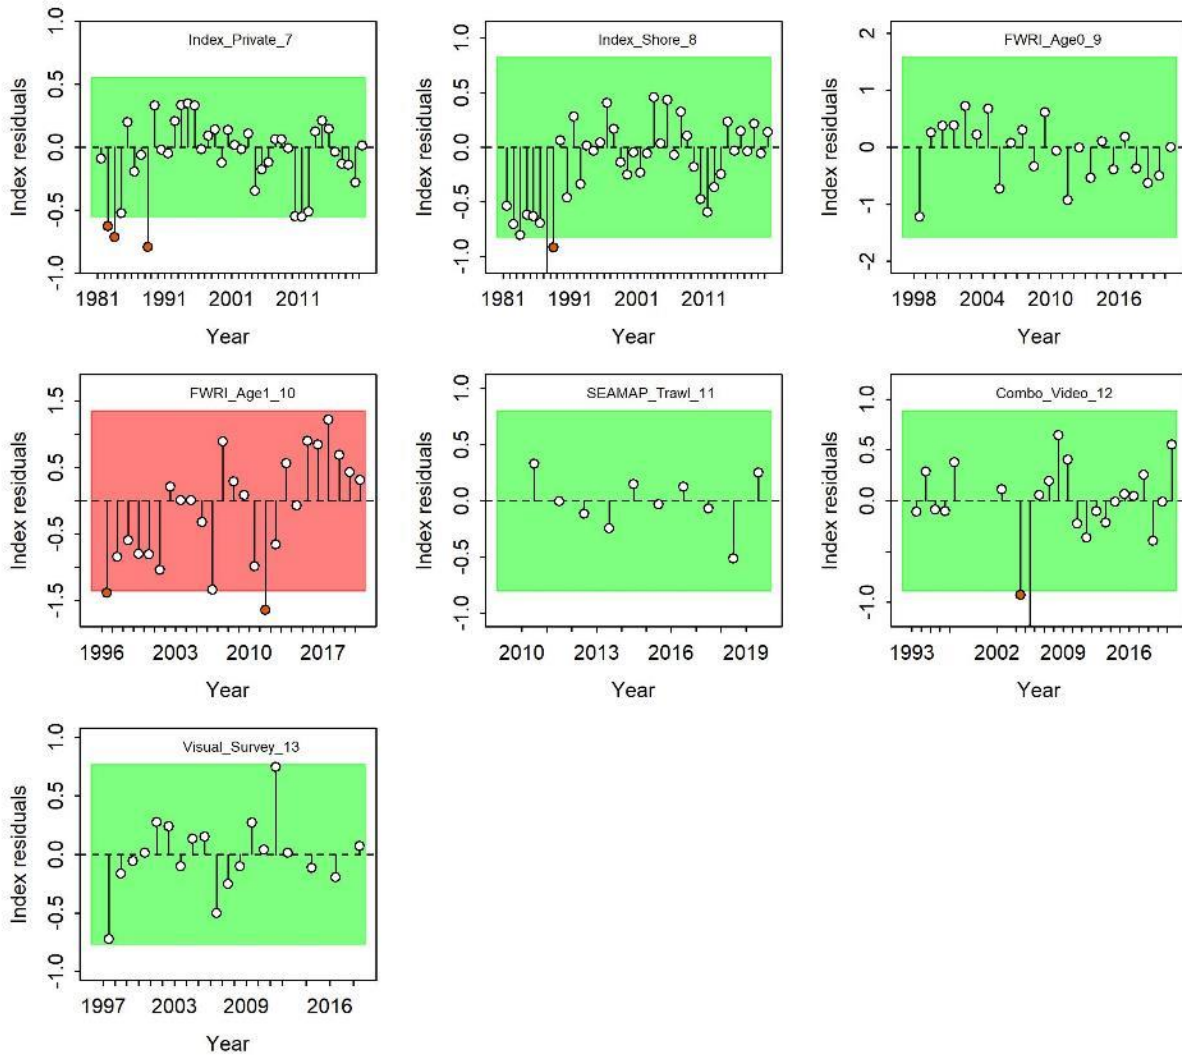 Index_Private_7
Index residuals
1.0
0.5
0.0
-0.5
-1.0
1981 1991 2001 2011
Year
Index_Shore_8
Index residuals
1.0
0.5
0.0
-0.5
-1.0
1981 1991 2001 2011
Year
FWRI_Age0_9
Index residuals
2
1
0
-1
-2
1998 2004 2010 2016
Year
FWRI_Age1_10
Index residuals
1.5
0.5
-0.5
-1.5
1996 2003 2010 2017
Year
SEAMAP_Trawl_11
Index residuals
1.0
0.5
0.0
-0.5
-1.0
2010 2013 2016 2019
Year
Combo_Video_12
Index residuals
1.0
0.5
0.0
-1.0
1993 2002 2009 2016
Year
Visual_Survey_13
Index residuals
1.0
0.5
0.0
-0.5
-1.0
1997 2003 2009 2016
Year